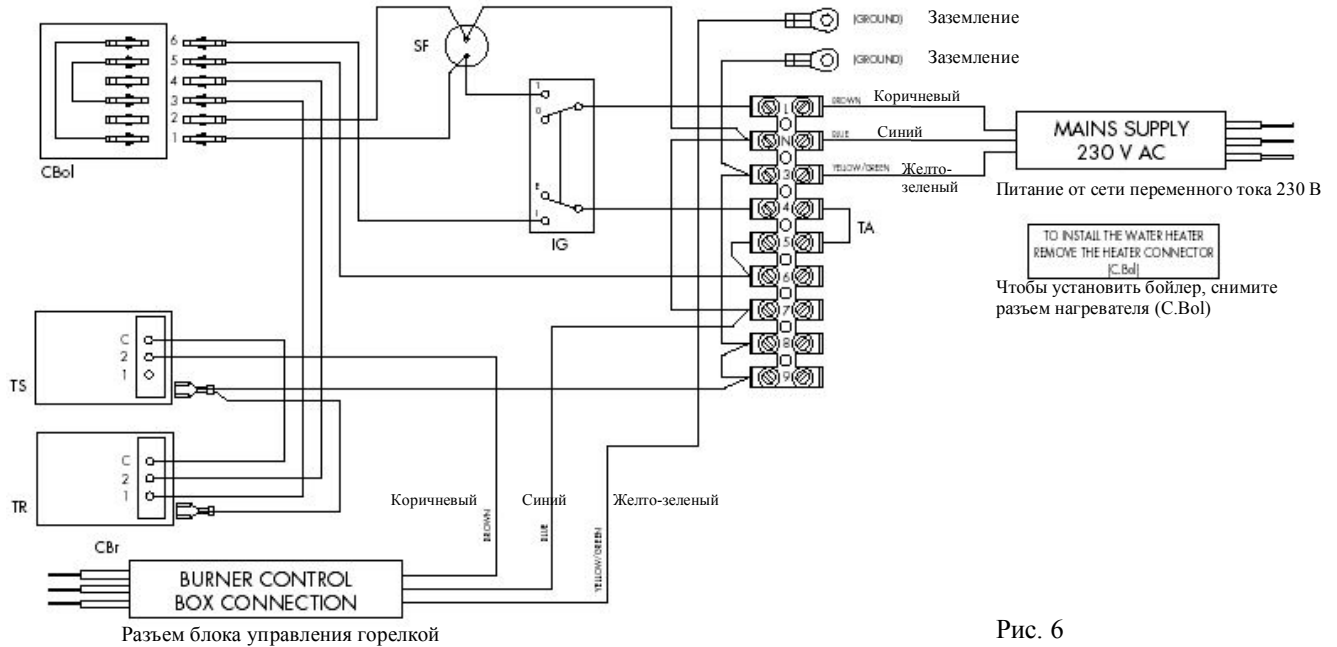 (GROUND) Заземление
(GROUND) Заземление
SF
6
5
4
3
2
1
CBol
1
0
E
1
IG
L
N
3
4
5
6
7
8
9
BROWN Коричневый
BLUE Синий
YELLOW/GREEN Желто-
зеленый
TA
MAINS SUPPLY
230 V AC
Питание от сети переменного тока 230 В
TO INSTALL THE WATER HEATER
REMOVE THE HEATER CONNECTOR
(C.Bol)
Чтобы установить бойлер, снимите
разъем нагревателя (C.Bol)
C
2
1
TS
C
2
1
TR
Коричневый
BROWN
Синий
BLUE
Желто-зеленый
YELLOW/GREEN
CBr
BURNER CONTROL
BOX CONNECTION
Разъем блока управления горелкой
Рис. 6